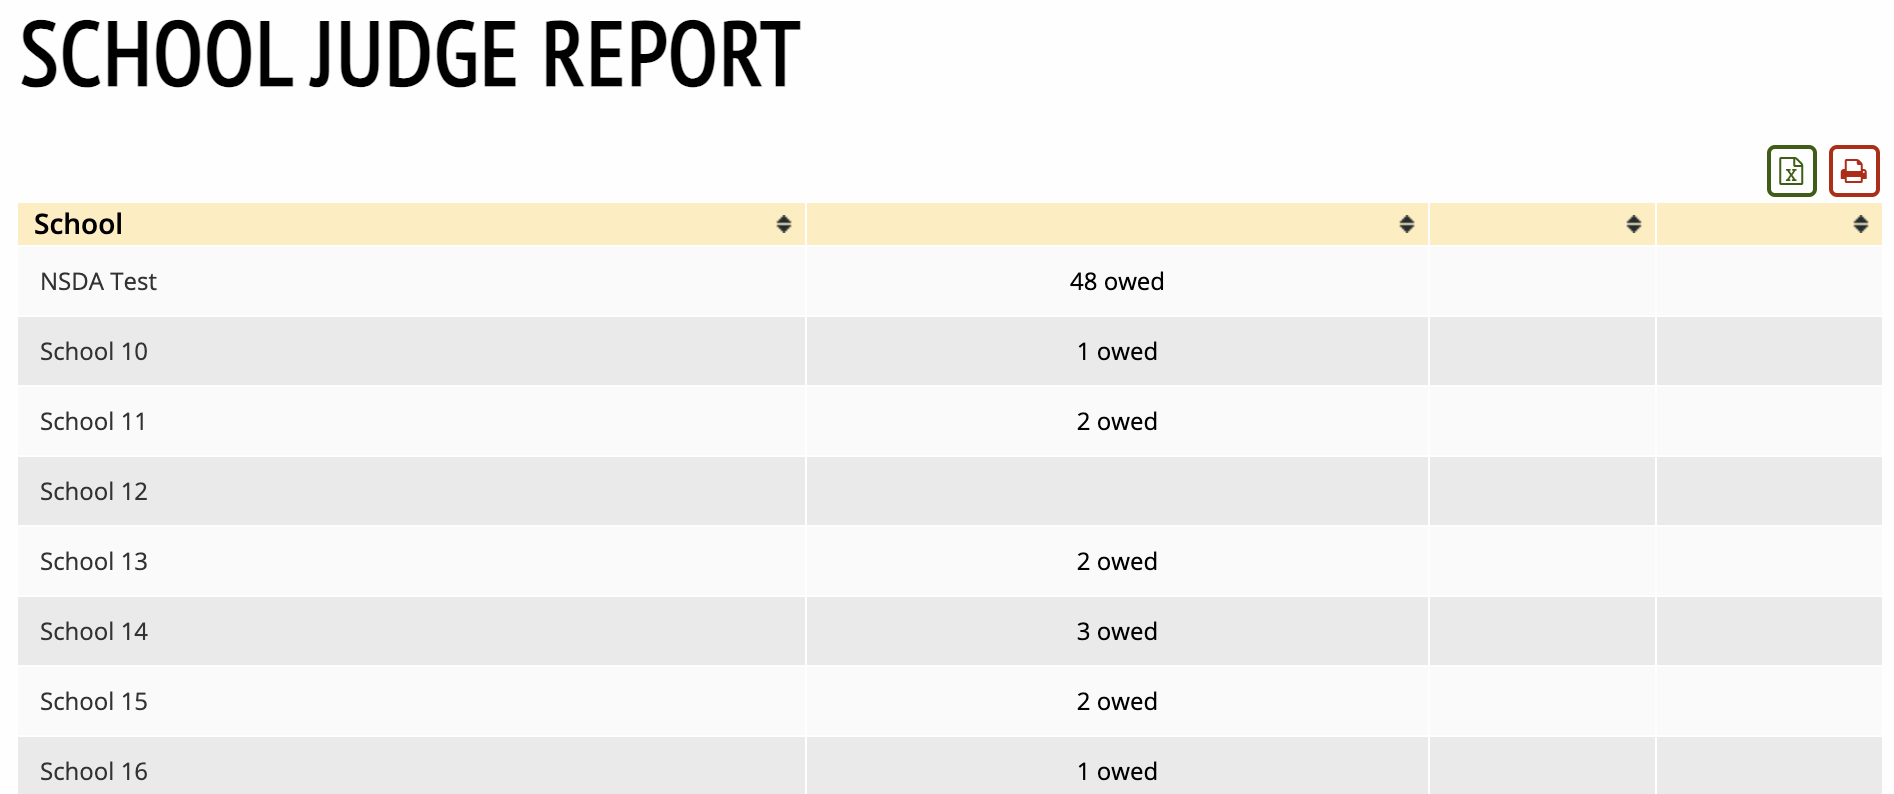 SCHOOL JUDGE REPORT
School
NSDA Test 48 owed
School 10 1 owed
School 11 2 owed
School 12
School 13 2 owed
School 14 3 owed
School 15 2 owed
School 16 1 owed